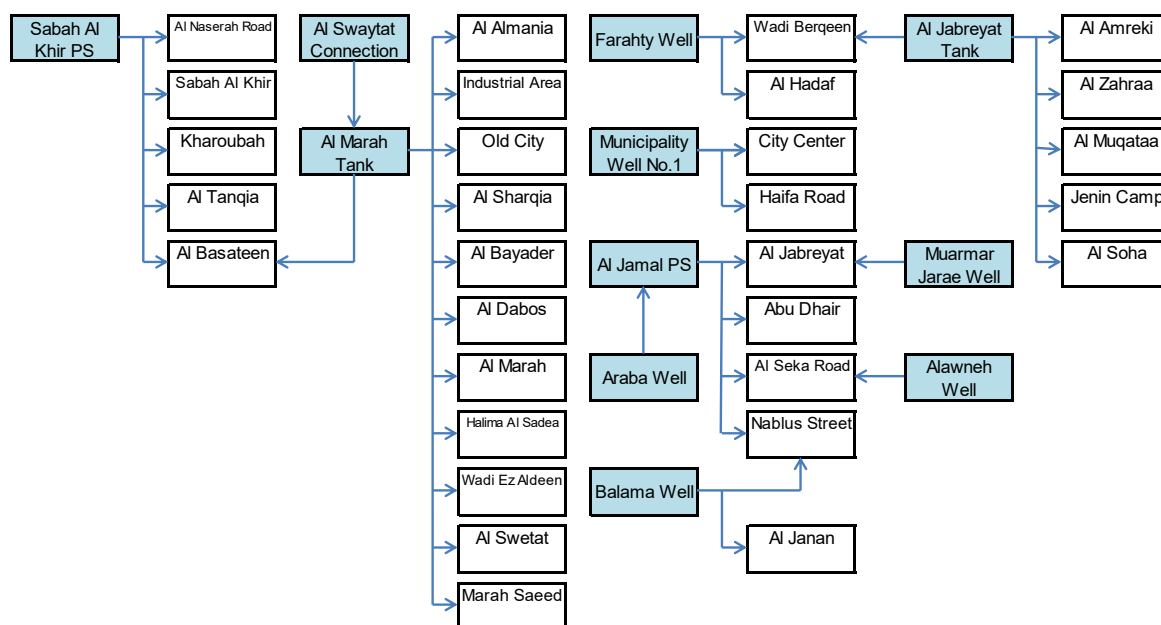 Sabah Al
Khir PS
Al Naserah Road
Sabah Al Khir
Kharoubah
Al Tanqia
Al Basateen
Al Swaytat
Connection
Al Marah
Tank
Al Almania
Industrial Area
Old City
Al Sharqia
Al Bayader
Al Dabos
Al Marah
Halima Al Sadea
Wadi Ez Aldeen
Al Swetat
Marah Saeed
Farahty Well
Municipality
Well No.1
Al Jamal PS
Araba Well
Balama Well
Wadi Berqeen
Al Hadaf
City Center
Haifa Road
Al Jabreyat
Abu Dhair
Al Seka Road
Nablus Street
Al Janan
Al Jabreyat
Tank
Muarmar
Jarae Well
Alawneh
Well
Al Amreki
Al Zahraa
Al Muqataa
Jenin Camp
Al Soha